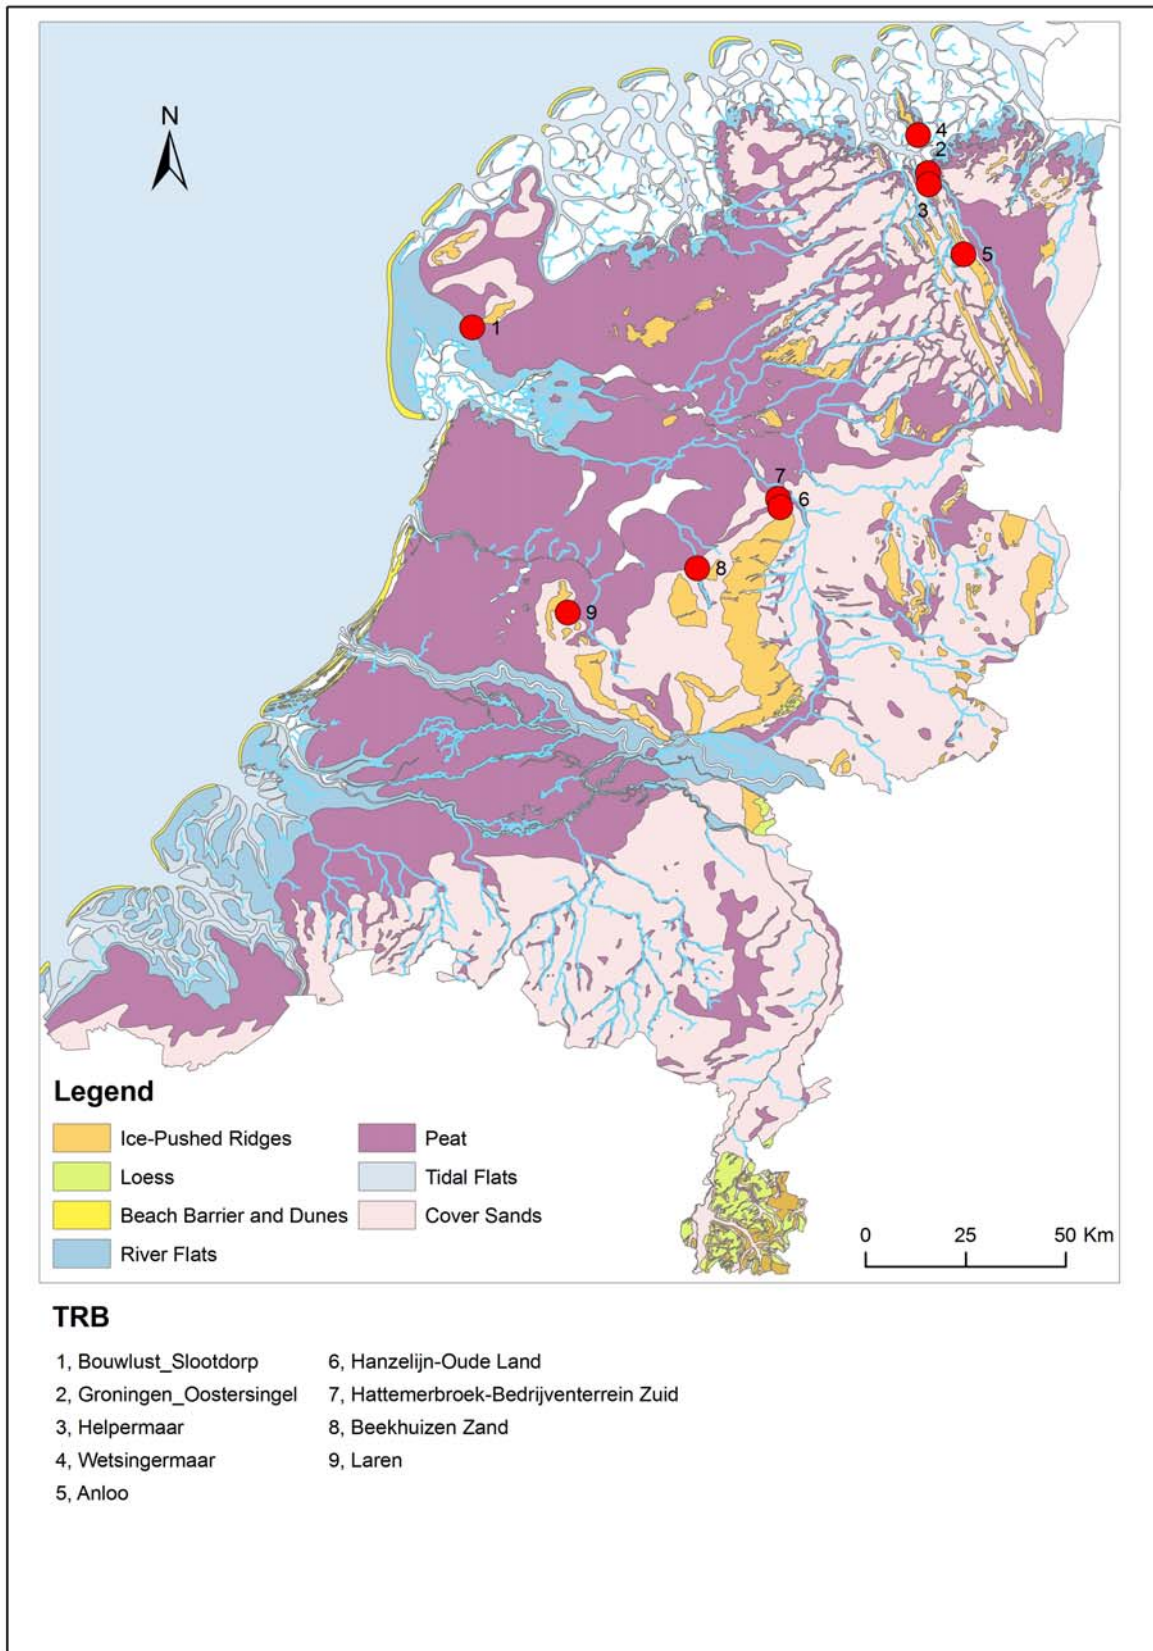 N
4
2
3
5
1
7
6
8
9
Legend
Ice-Pushed Ridges
Loess
Beach Barrier and Dunes
River Flats
Peat
Tidal Flats
Cover Sands
0 25 50 Km
TRB
1, Bouwlust_Slootdorp
2, Groningen_Oostersingel
3, Helpermaar
4, Wetsingermaar
5, Anloo
6, Hanzelijn-Oude Land
7, Hattemerbroek-Bedrijventerrein Zuid
8, Beekhuizen Zand
9, Laren